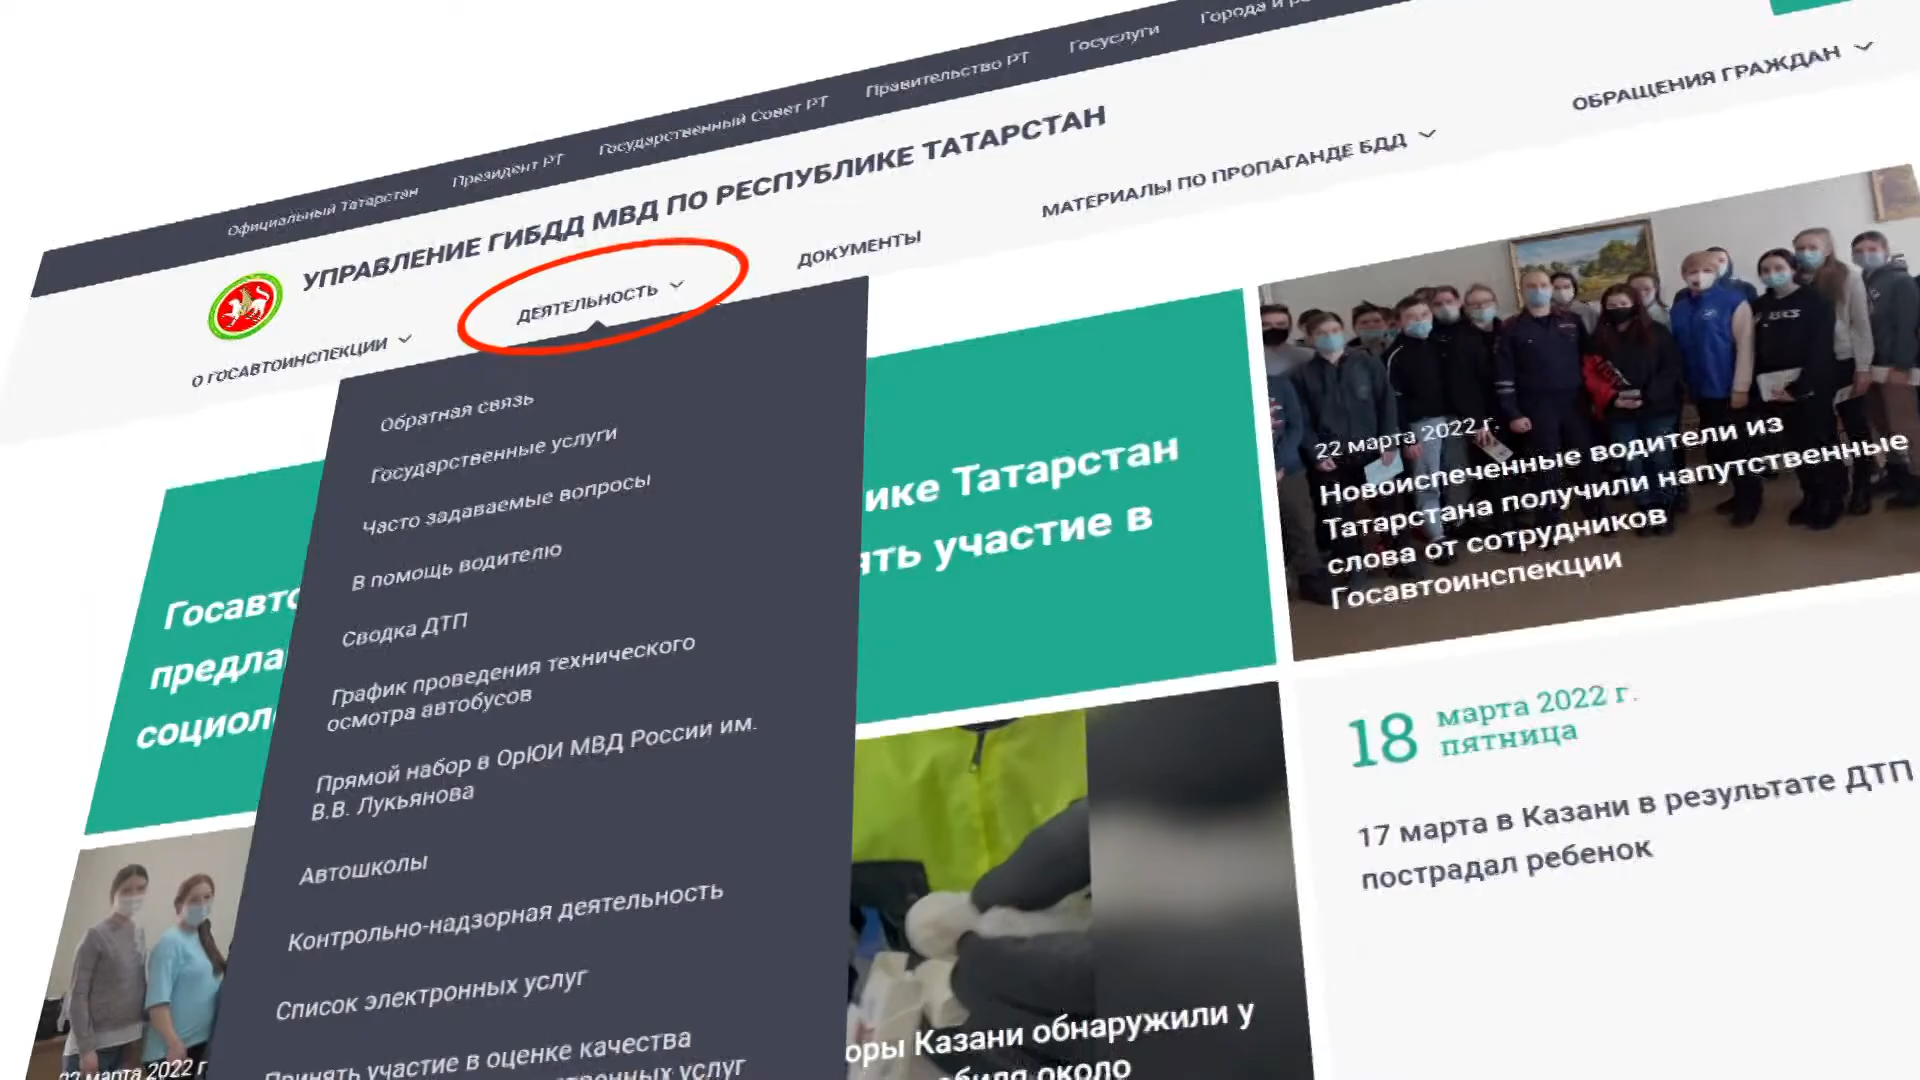 Официальный Татарстан
Президент РТ
Государственный Совет РТ
Правительство РТ
Госуслуги
Города и
УПРАВЛЕНИЕ ГИБДД МВД ПО РЕСПУБЛИКЕ ТАТАРСТАН
О ГОСАВТОИНСПЕКЦИИ
ДЕЯТЕЛЬНОСТЬ
ДОКУМЕНТЫ
МАТЕРИАЛЫ ПО ПРОПАГАНДЕ БДД
ОБРАЩЕНИЯ ГРАЖДАН
Обратная связь
Государственные услуги
Часто задаваемые вопросы
В помощь водителю
Сводка ДТП
График проведения технического
осмотра автобусов
Прямой набор в ОрЮИ МВД России им.
В.В. Лукьянова
Автошколы
Контрольно-надзорная деятельность
Список электронных услуг
Принять участие в оценке качества
услуг
Госавто
предла
социол
ике Татарстан
ять участие в
22 марта 2022 г.
Новоиспеченные водители из
Татарстана получили напутственные
слова от сотрудников
Госавтоинспекции
18 марта 2022 г.
пятница
17 марта в Казани в результате ДТП
пострадал ребенок
22 марта 2022 г
оры Казани обнаружили у
около